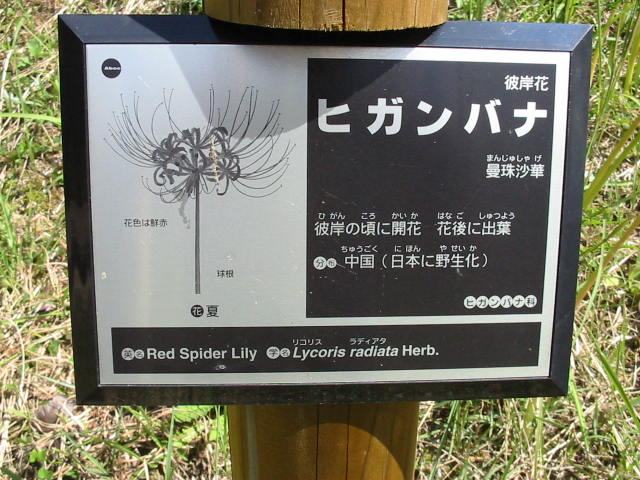 Aboc
彼岸花
ヒガンバナ
まんじゅしゃ げ
曼珠沙華
ひ がん ころ かい か はな ご しゅつよう
彼岸の頃に開花 花後に出葉
ちゅうごく に ほん や せい か
分布 中国（日本に野生化）
ヒガンバナ科
花色は鮮赤
球根
花 夏
リコリス ラディアタ
英名 Red Spider Lily 学名 Lycoris radiata Herb.